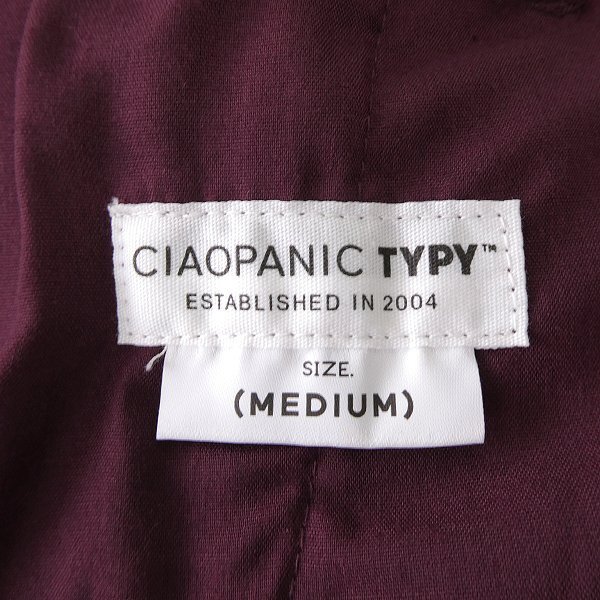 CIAOPANIC TYPY™
ESTABLISHED IN 2004
SIZE.
(MEDIUM)